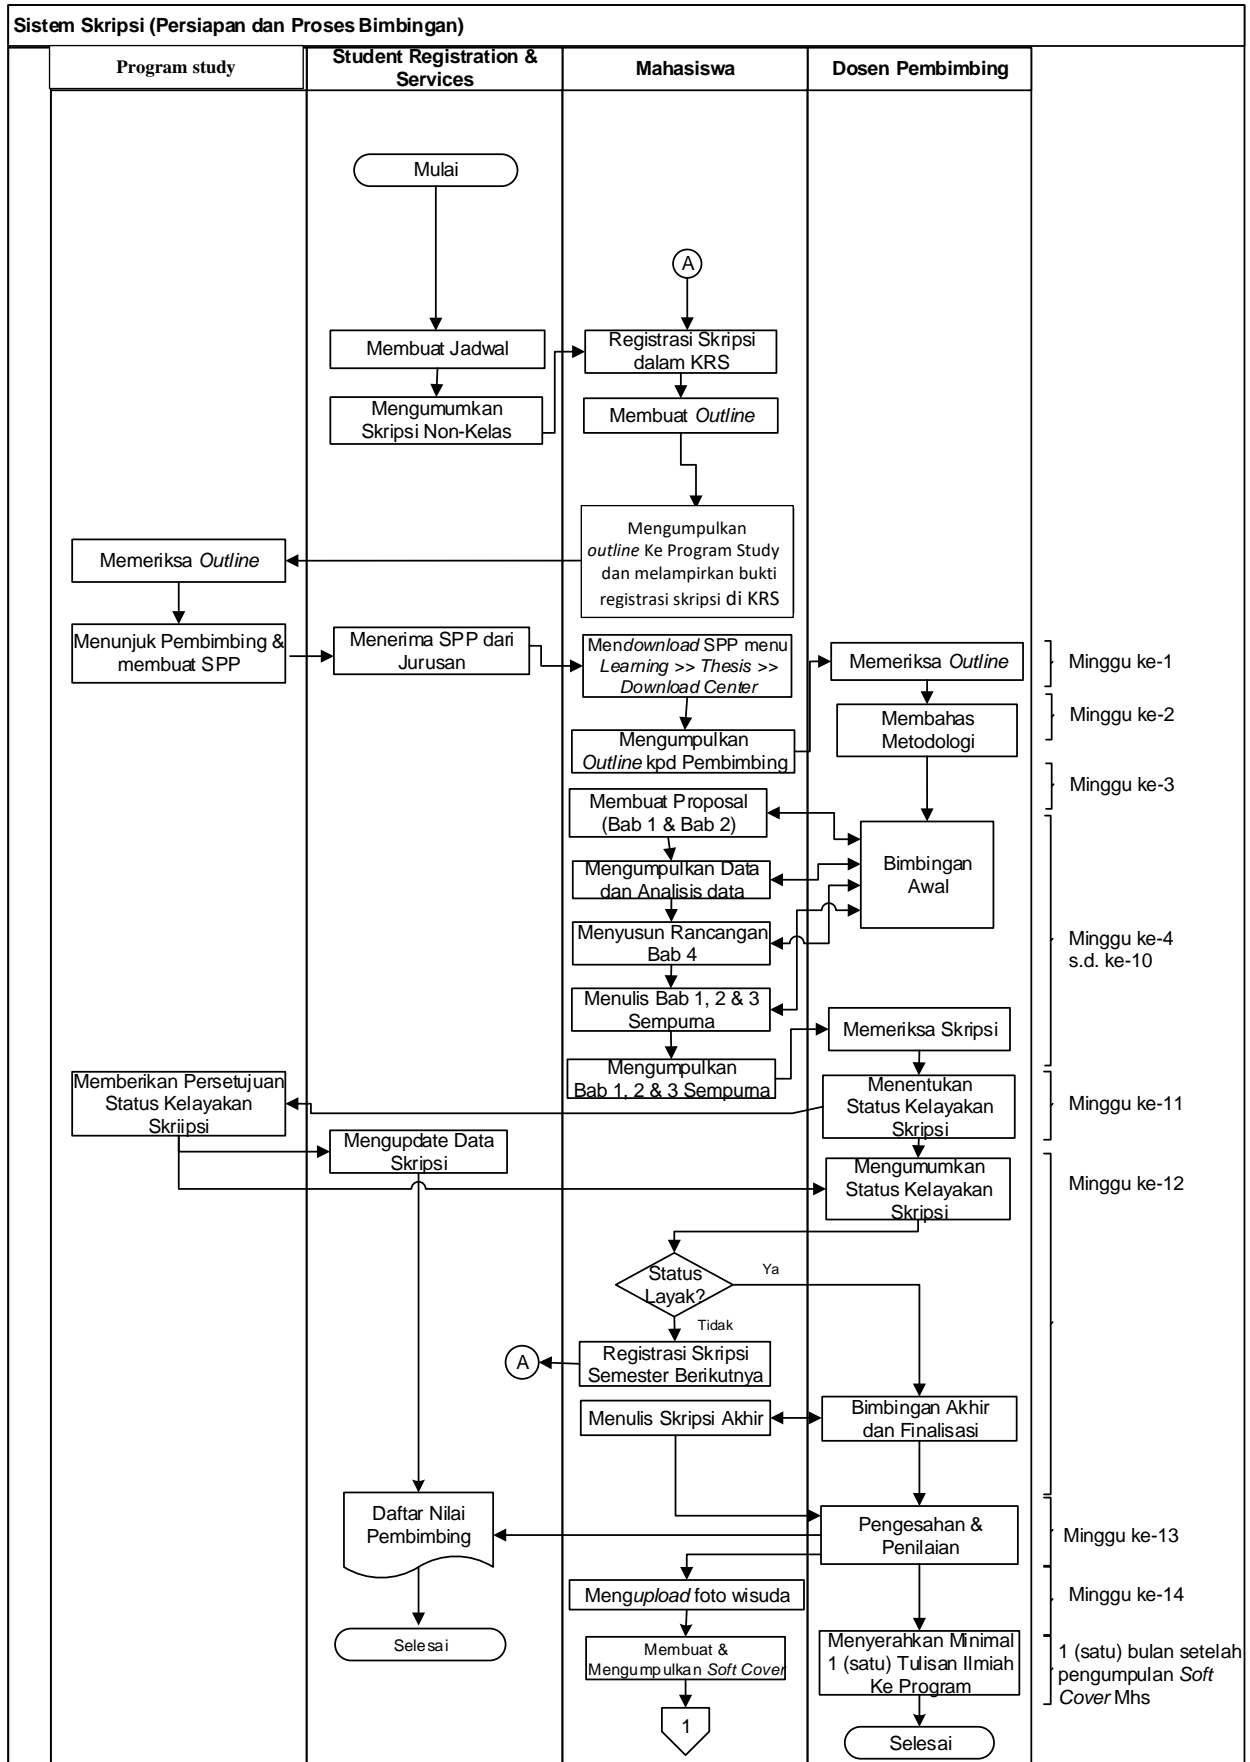 Sistem Skripsi (Persiapan dan Proses Bimbingan)
Program study
Student Registration &
Services
Mahasiswa
Dosen Pembimbing
Mulai
A
Membuat Jadwal
Registrasi Skripsi
dalam KRS
Mengumumkan
Skripsi Non-Kelas
Membuat Outline
Mengumpulkan
outline Ke Program Study
dan melampirkan bukti
registrasi skripsi di KRS
Memeriksa Outline
Menunjuk Pembimbing &
membuat SPP
Menerima SPP dari
Jurusan
Mendownload SPP menu
Learning >> Thesis >>
Download Center
Memeriksa Outline
Minggu ke-1
Membahas
Metodologi
Minggu ke-2
Mengumpulkan
Outline kpd Pembimbing
Minggu ke-3
Membuat Proposal
(Bab 1 & Bab 2)
Bimbingan
Awal
Mengumpulkan Data
dan Analisis data
Menyusun Rancangan
Bab 4
Minggu ke-4
s.d. ke-10
Menulis Bab 1, 2 & 3
Sempurna
Memeriksa Skripsi
Mengumpulkan
Bab 1, 2 & 3 Sempurna
Memberikan Persetujuan
Status Kelayakan
Skriipsi
Menentukan
Status Kelayakan
Skripsi
Minggu ke-11
Mengupdate Data
Skripsi
Mengumumkan
Status Kelayakan
Skripsi
Minggu ke-12
Status
Layak?
Ya
Tidak
Registrasi Skripsi
Semester Berikutnya
A
Menulis Skripsi Akhir
Bimbingan Akhir
dan Finalisasi
Daftar Nilai
Pembimbing
Pengesahan &
Penilaian
Minggu ke-13
Mengupload foto wisuda
Minggu ke-14
Selesai
Membuat &
Mengumpulkan Soft Cover
Menyerahkan Minimal
1 (satu) Tulisan Ilmiah
Ke Program
1 (satu) bulan setelah
pengumpulan Soft
Cover Mhs
1
Selesai